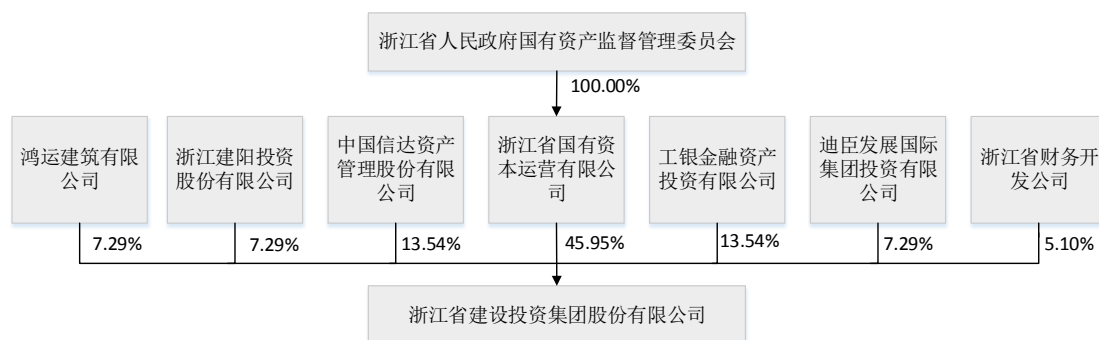 浙江省人民政府国有资产监督管理委员会
100.00%
鸿运建筑有限
公司
浙江建阳投资
股份有限公司
中国信达资产
管理股份有限
公司
浙江省国有资
本运营有限公
司
工银金融资产
投资有限公司
迪臣发展国际
集团投资有限
公司
浙江省财务开
发公司
7.29%
7.29%
13.54%
45.95%
13.54%
7.29%
5.10%
浙江省建设投资集团股份有限公司